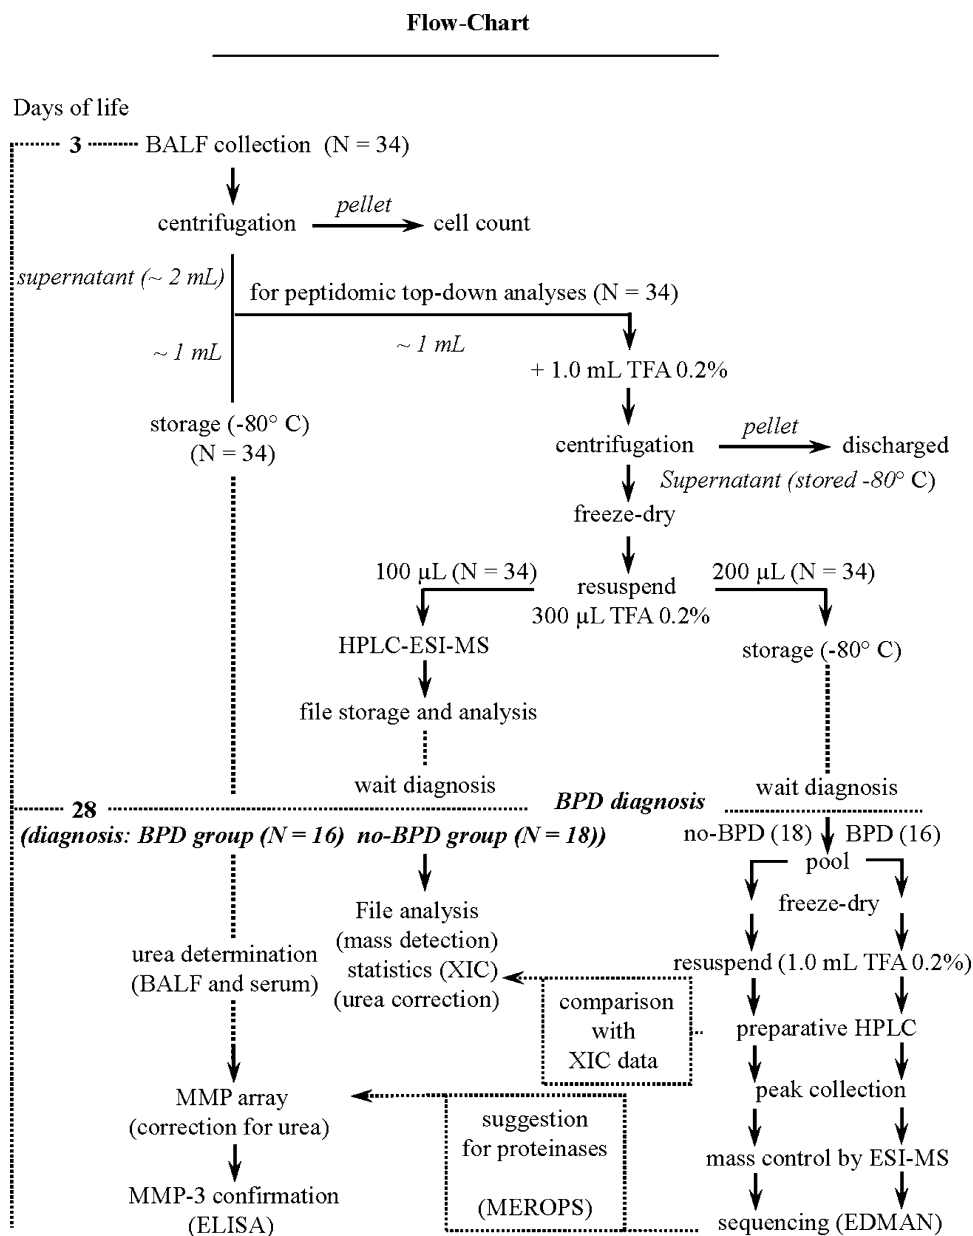 Flow-Chart
Days of life
3 BALF collection (N = 34)
centrifugation pellet cell count
supernatant (~ 2 mL)
for peptidomic top-down analyses (N = 34)
~ 1 mL ~ 1 mL
+ 1.0 mL TFA 0.2%
storage (-80° C)
(N = 34)
centrifugation pellet discharged
Supernatant (stored -80° C)
freeze-dry
100 µL (N = 34) resuspend 200 µL (N = 34)
300 µL TFA 0.2%
HPLC-ESI-MS
storage (-80° C)
file storage and analysis
wait diagnosis wait diagnosis
28 BPD diagnosis
(diagnosis: BPD group (N = 16) no-BPD group (N = 18))
no-BPD (18) BPD (16)
pool
freeze-dry
File analysis
(mass detection)
statistics (XIC)
(urea correction)
urea determination
(BALF and serum)
resuspend (1.0 mL TFA 0.2%)
comparison
with
XIC data
preparative HPLC
peak collection
MMP array
(correction for urea)
suggestion
for proteinases
(MEROPS)
mass control by ESI-MS
MMP-3 confirmation
(ELISA)
sequencing (EDMAN)